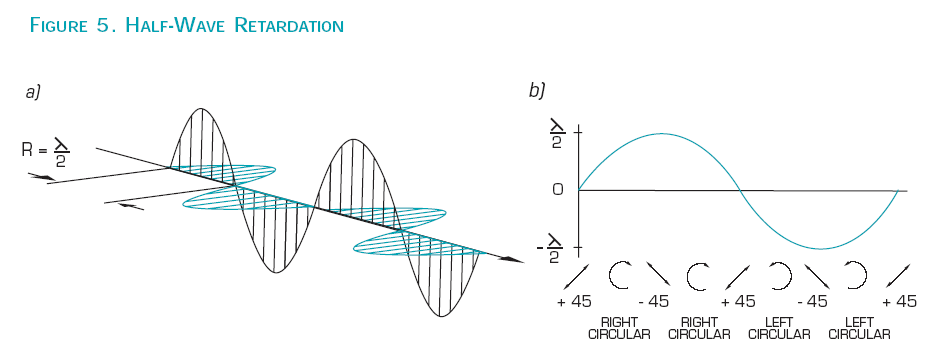 FIGURE 5. HALF-WAVE RETARDATION
a)
R = λ/2
b)
λ/2
0
-λ/2
+ 45 - 45 + 45 - 45 + 45
RIGHT CIRCULAR RIGHT CIRCULAR LEFT CIRCULAR LEFT CIRCULAR